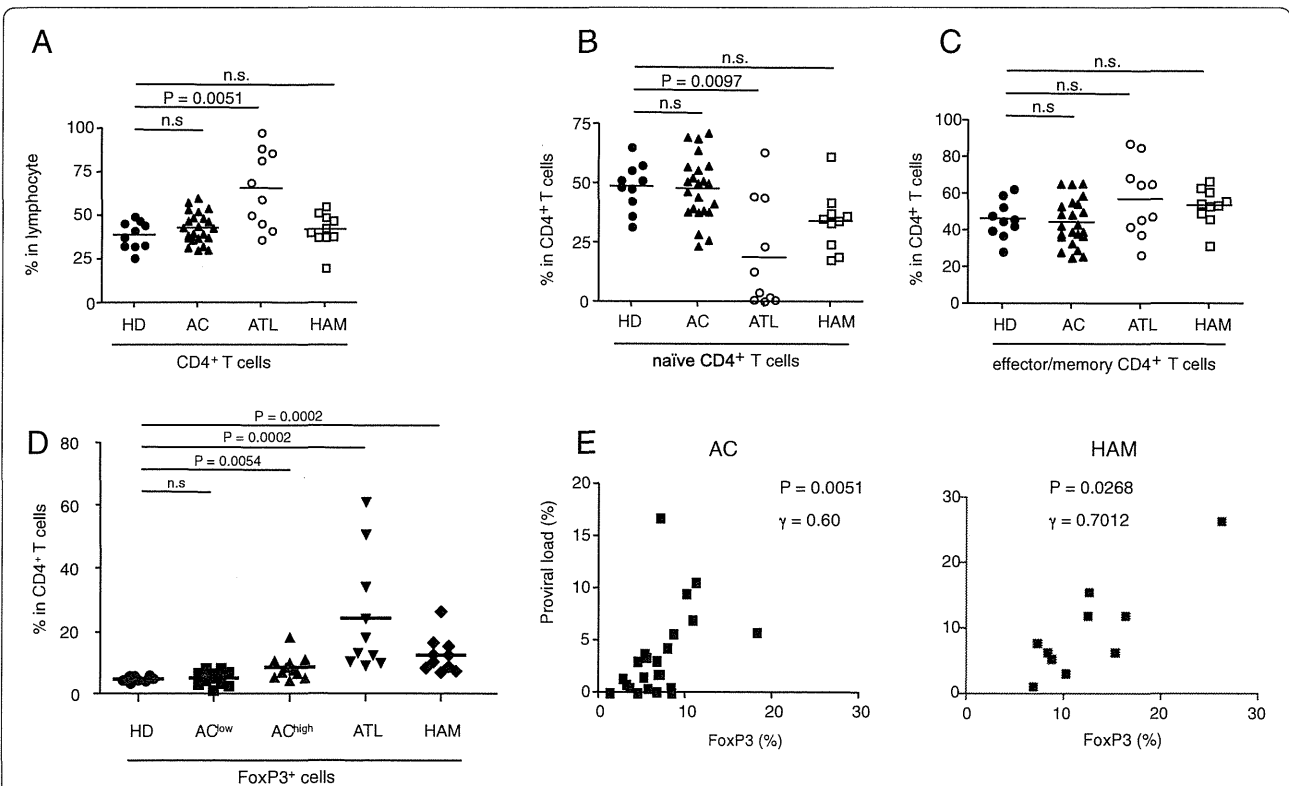 A
n.s.
P = 0.0051
n.s
% in lymphocyte
100
75
50
25
0
HD AC ATL HAM
CD4+ T cells
B
n.s.
P = 0.0097
n.s
% in CD4+ T cells
75
50
25
0
HD AC ATL HAM
naïve CD4+ T cells
C
n.s.
n.s.
n.s
% in CD4+ T cells
100
80
60
40
20
0
HD AC ATL HAM
effector/memory CD4+ T cells
D
P = 0.0002
P = 0.0002
P = 0.0054
n.s
% in CD4+ T cells
80
60
40
20
0
HD AClow AChigh ATL HAM
FoxP3+ cells
E
AC
P = 0.0051
γ = 0.60
Proviral load (%)
20
15
10
5
0
0 10 20 30
FoxP3 (%)
HAM
P = 0.0268
γ = 0.7012
30
20
10
0
0 10 20 30
FoxP3 (%)